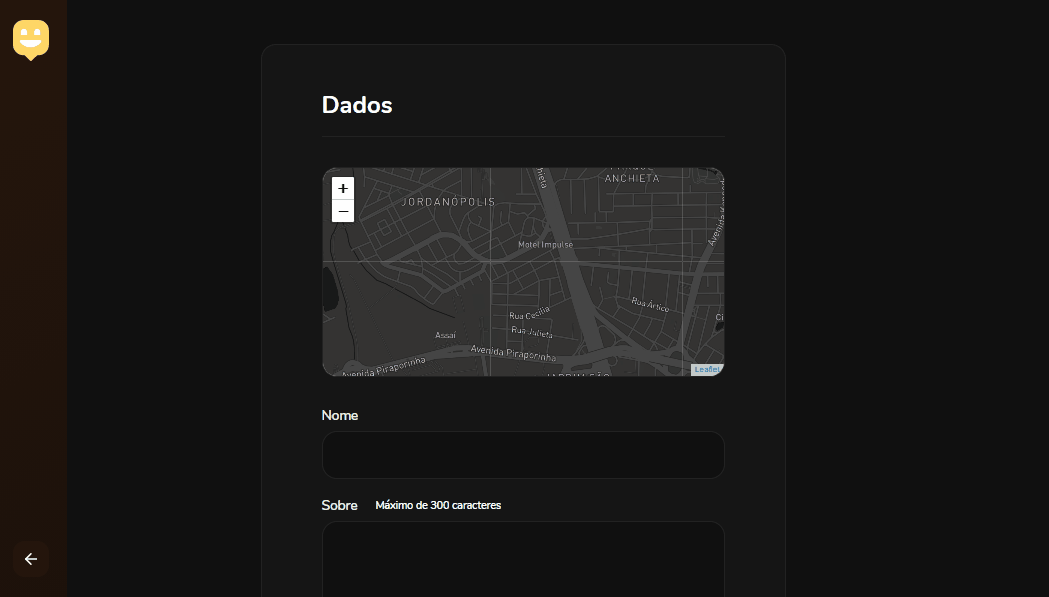 Dados
+
−
JORDANÓPOLIS
ANCHIETA
Motel Impulse
Rua Ártico
Rua Cecília
Rua Julieta
Assaí
Avenida Piraporinha
Avenida Piraporinha
Leaflet
Nome
Sobre Máximo de 300 caracteres